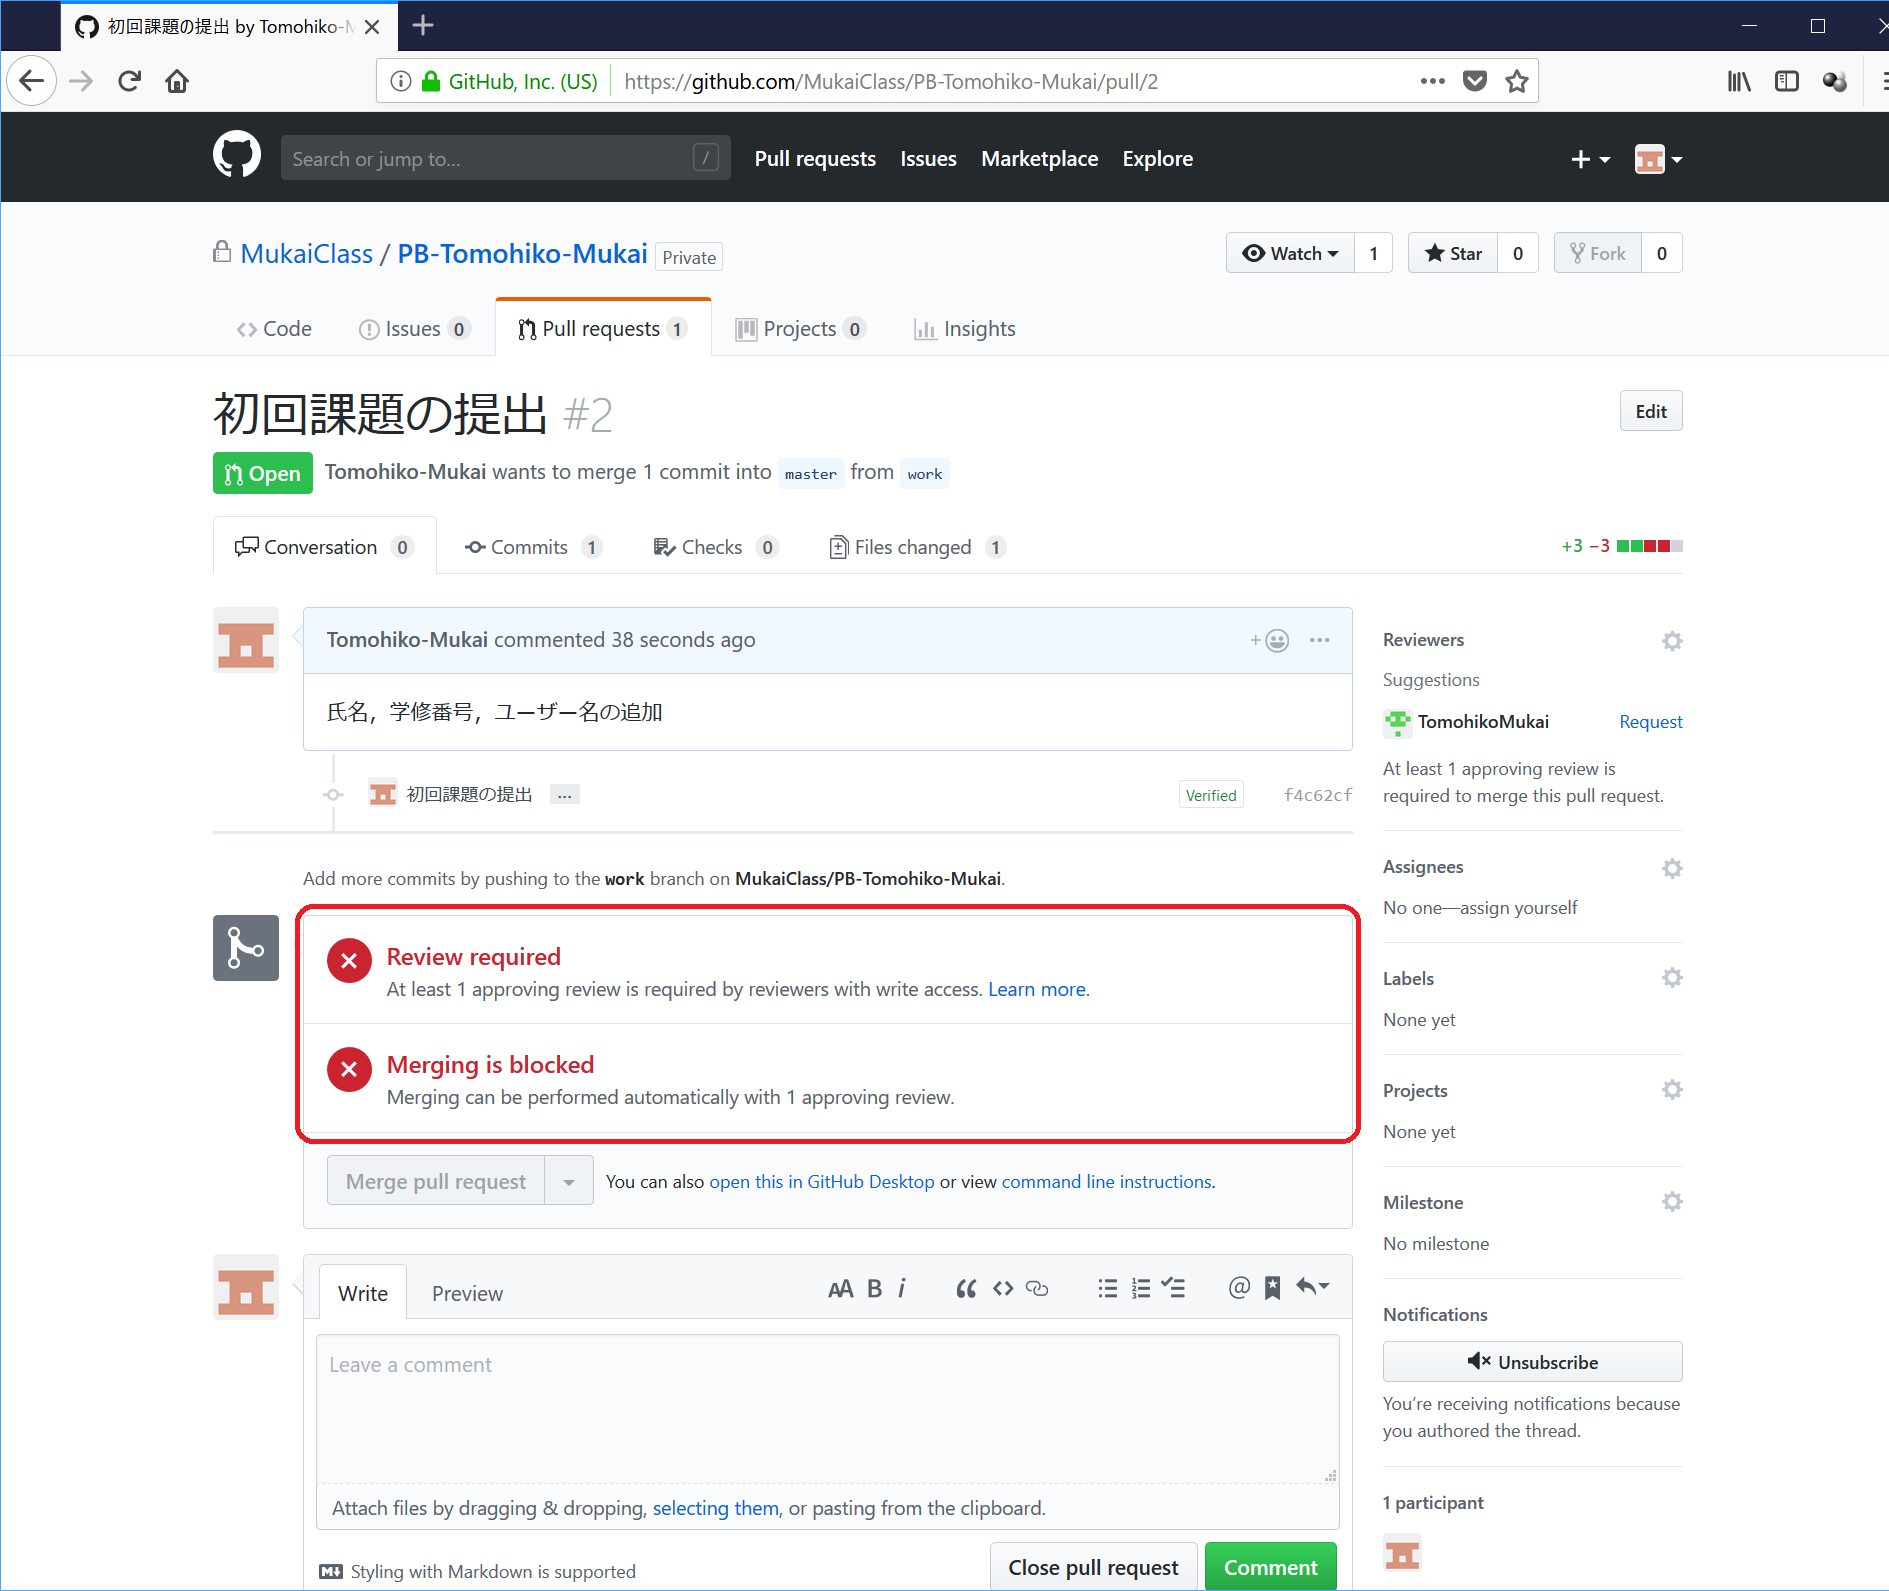 初回課題の提出 by Tomohiko-M
GitHub, Inc. (US) https://github.com/MukaiClass/PB-Tomohiko-Mukai/pull/2
Search or jump to... / Pull requests Issues Marketplace Explore
MukaiClass / PB-Tomohiko-Mukai Private Watch 1 Star 0 Fork 0
Code Issues 0 Pull requests 1 Projects 0 Insights
初回課題の提出 #2 Edit
Open Tomohiko-Mukai wants to merge 1 commit into master from work
Conversation 0 Commits 1 Checks 0 Files changed 1 +3 −3
Tomohiko-Mukai commented 38 seconds ago
氏名，学修番号，ユーザー名の追加
初回課題の提出 … Verified f4c62cf
Add more commits by pushing to the work branch on MukaiClass/PB-Tomohiko-Mukai.
Review required
At least 1 approving review is required by reviewers with write access. Learn more.
Merging is blocked
Merging can be performed automatically with 1 approving review.
Merge pull request You can also open this in GitHub Desktop or view command line instructions.
Write Preview
Leave a comment
Attach files by dragging & dropping, selecting them, or pasting from the clipboard.
Styling with Markdown is supported Close pull request Comment
Reviewers
Suggestions
TomohikoMukai Request
At least 1 approving review is
required to merge this pull request.
Assignees
No one—assign yourself
Labels
None yet
Projects
None yet
Milestone
No milestone
Notifications
Unsubscribe
You’re receiving notifications because
you authored the thread.
1 participant